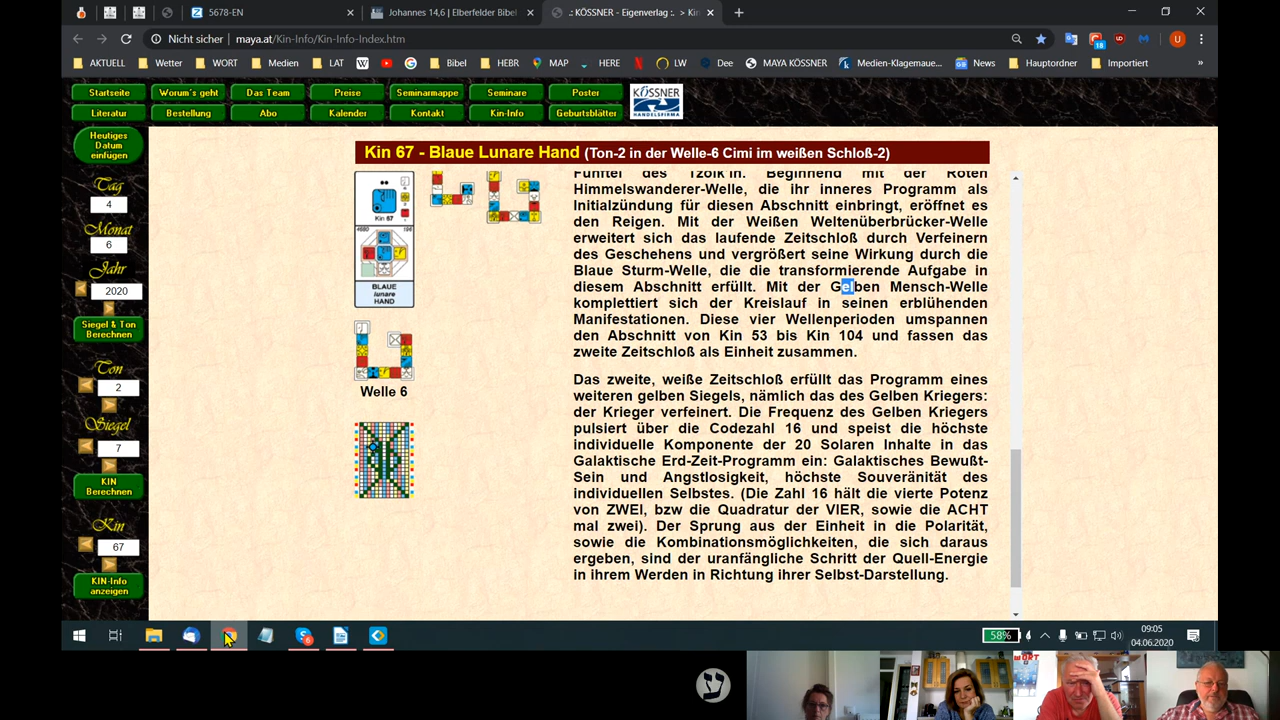 5678-EN
Johannes 14,6 | Elberfelder Bibel
.: KÖSSNER - Eigenverlag :. > Kin
Nicht sicher | maya.at/Kin-Info/Kin-Info-Index.htm
AKTUELL
Wetter
WORT
Medien
LAT
Bibel
HEBR
MAP
HERE
LW
Dee
MAYA KÖSSNER
Medien-Klagemaue...
News
Hauptordner
Importiert
»
18
U
Startseite
Worum's geht
Das Team
Preise
Seminarmappe
Seminare
Poster
Literatur
Bestellung
Abo
Kalender
Kontakt
Kin-Info
Geburtsblätter
KÖSSNER
HANDELSFIRMA
Heutiges
Datum
einfügen
Tag
4
Monat
6
Jahr
2020
Siegel & Ton
Berechnen
Ton
2
Siegel
7
KIN
Berechnen
Kin
67
KIN-Info
anzeigen
Kin 67 - Blaue Lunare Hand (Ton-2 in der Welle-6 Cimi im weißen Schloß-2)
Kin 67
BLAUE
lunare
HAND
Welle 6
Fünftel des Tzolk'in. Beginnend mit der Roten
Himmelswanderer-Welle, die ihr inneres Programm als
Initialzündung für diesen Abschnitt einbringt, eröffnet es
den Reigen. Mit der Weißen Weltenüberbrücker-Welle
erweitert sich das laufende Zeitschloß durch Verfeinern
des Geschehens und vergrößert seine Wirkung durch die
Blaue Sturm-Welle, die die transformierende Aufgabe in
diesem Abschnitt erfüllt. Mit der Gelben Mensch-Welle
komplettiert sich der Kreislauf in seinen erblühenden
Manifestationen. Diese vier Wellenperioden umspannen
den Abschnitt von Kin 53 bis Kin 104 und fassen das
zweite Zeitschloß als Einheit zusammen.
Das zweite, weiße Zeitschloß erfüllt das Programm eines
weiteren gelben Siegels, nämlich das des Gelben Kriegers:
der Krieger verfeinert. Die Frequenz des Gelben Kriegers
pulsiert über die Codezahl 16 und speist die höchste
individuelle Komponente der 20 Solaren Inhalte in das
Galaktische Erd-Zeit-Programm ein: Galaktisches Bewußt-
Sein und Angstlosigkeit, höchste Souveränität des
individuellen Selbstes. (Die Zahl 16 hält die vierte Potenz
von ZWEI, bzw die Quadratur der VIER, sowie die ACHT
mal zwei). Der Sprung aus der Einheit in die Polarität,
sowie die Kombinationsmöglichkeiten, die sich daraus
ergeben, sind der uranfängliche Schritt der Quell-Energie
in ihrem Werden in Richtung ihrer Selbst-Darstellung.
58%
09:05
04.06.2020